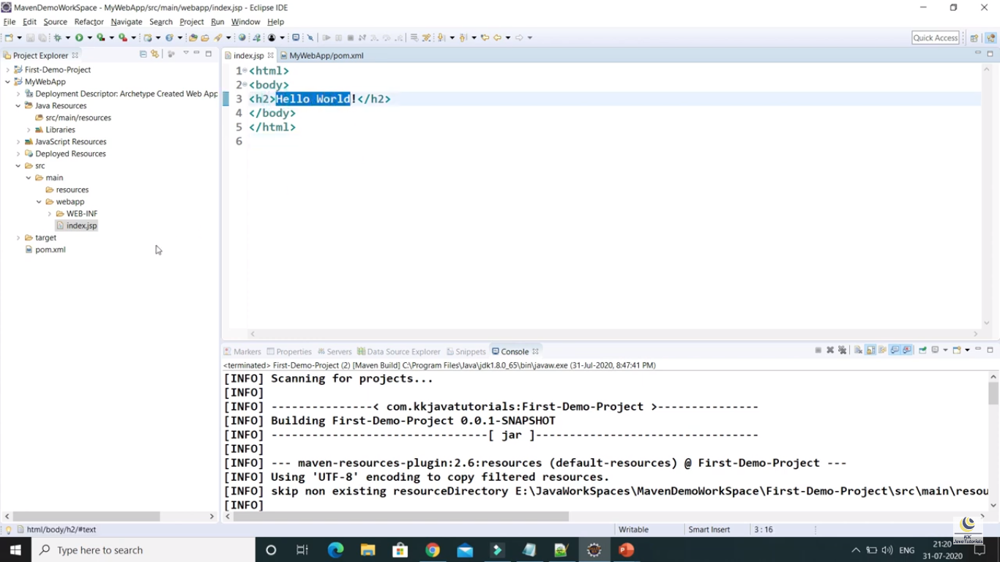 MavenDemoWorkSpace - MyWebApp/src/main/webapp/index.jsp - Eclipse IDE
File Edit Source Refactor Navigate Search Project Run Window Help
Quick Access
Project Explorer
First-Demo-Project
MyWebApp
Deployment Descriptor: Archetype Created Web App
Java Resources
src/main/resources
Libraries
JavaScript Resources
Deployed Resources
src
main
resources
webapp
WEB-INF
index.jsp
target
pom.xml
index.jsp MyWebApp/pom.xml
1 <html>
2 <body>
3 <h2>Hello World!</h2>
4 </body>
5 </html>
6
Markers Properties Servers Data Source Explorer Snippets Console
<terminated> First-Demo-Project (2) [Maven Build] C:\Program Files\Java\jdk1.8.0_65\bin\javaw.exe (31-Jul-2020, 8:47:41 PM)
[INFO] Scanning for projects...
[INFO]
[INFO] ---------------< com.kkjavatutorials:First-Demo-Project >---------------
[INFO] Building First-Demo-Project 0.0.1-SNAPSHOT
[INFO] --------------------------------[ jar ]---------------------------------
[INFO]
[INFO] --- maven-resources-plugin:2.6:resources (default-resources) @ First-Demo-Project ---
[INFO] Using 'UTF-8' encoding to copy filtered resources.
[INFO] skip non existing resourceDirectory E:\JavaWorkSpaces\MavenDemoWorkSpace\First-Demo-Project\src\main\resou
[INFO]
html/body/h2/#text Writable Smart Insert 3 : 16
KK
JavaTutorials
Type here to search
ENG
21:20
31-07-2020